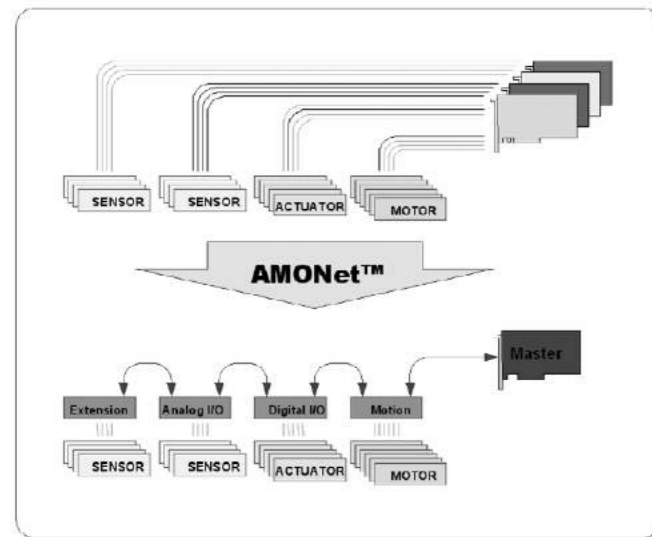 SENSOR SENSOR ACTUATOR MOTOR
AMONet™
Master
Extension Analog I/O Digital I/O Motion
SENSOR SENSOR ACTUATOR MOTOR